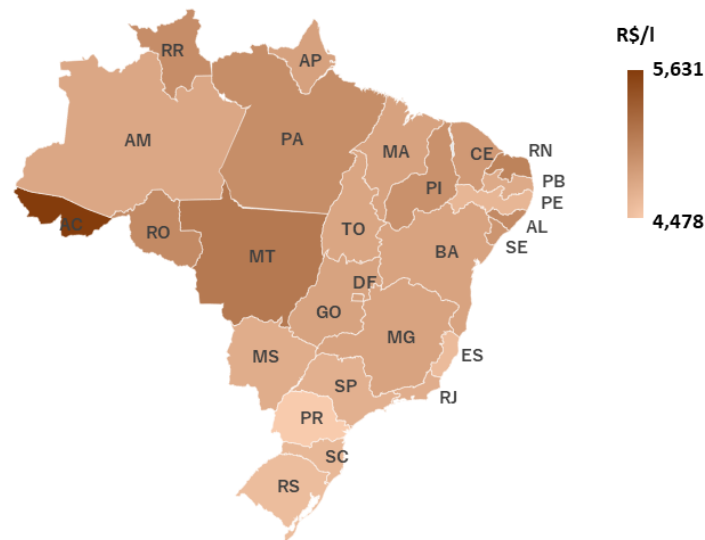 R$/l
5,631
4,478
RR
AP
AM
PA
MA
CE
RN
PB
PE
PI
AL
SE
AC
RO
TO
MT
BA
DF
GO
MG
ES
MS
SP
RJ
PR
SC
RS